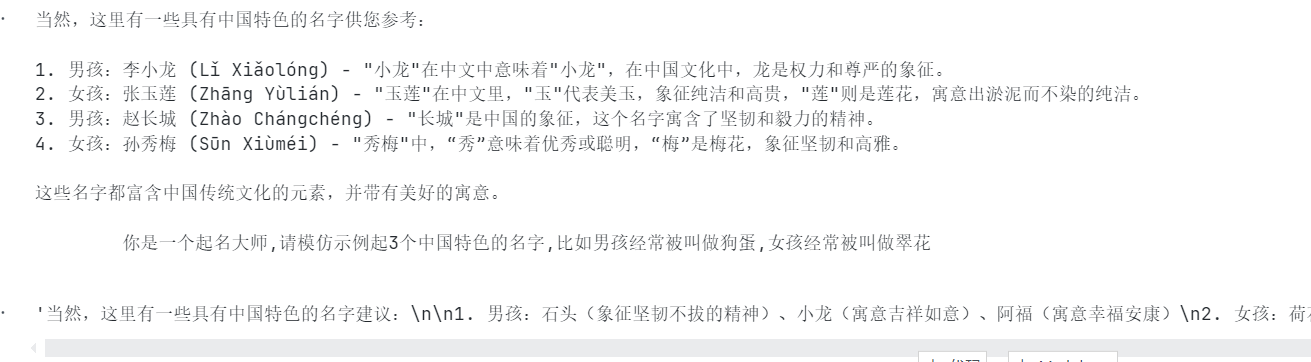 当然，这里有一些具有中国特色的名字供您参考：
1. 男孩：李小龙 (Lǐ Xiǎolóng) - "小龙"在中文中意味着"小龙"，在中国文化中，龙是权力和尊严的象征。
2. 女孩：张玉莲 (Zhāng Yùlián) - "玉莲"在中文里，"玉"代表美玉，象征纯洁和高贵，"莲"则是莲花，寓意出淤泥而不染的纯洁。
3. 男孩：赵长城 (Zhào Chángchéng) - "长城"是中国的象征，这个名字寓含了坚韧和毅力的精神。
4. 女孩：孙秀梅 (Sūn Xiùméi) - "秀梅"中，“秀”意味着优秀或聪明，“梅”是梅花，象征坚韧和高雅。
这些名字都富含中国传统文化的元素，并带有美好的寓意。
你是一个起名大师,请模仿示例起3个中国特色的名字,比如男孩经常被叫做狗蛋,女孩经常被叫做翠花
'当然，这里有一些具有中国特色的名字建议：\n\n1. 男孩：石头（象征坚韧不拔的精神）、小龙（寓意吉祥如意）、阿福（寓意幸福安康）\n2. 女孩：荷